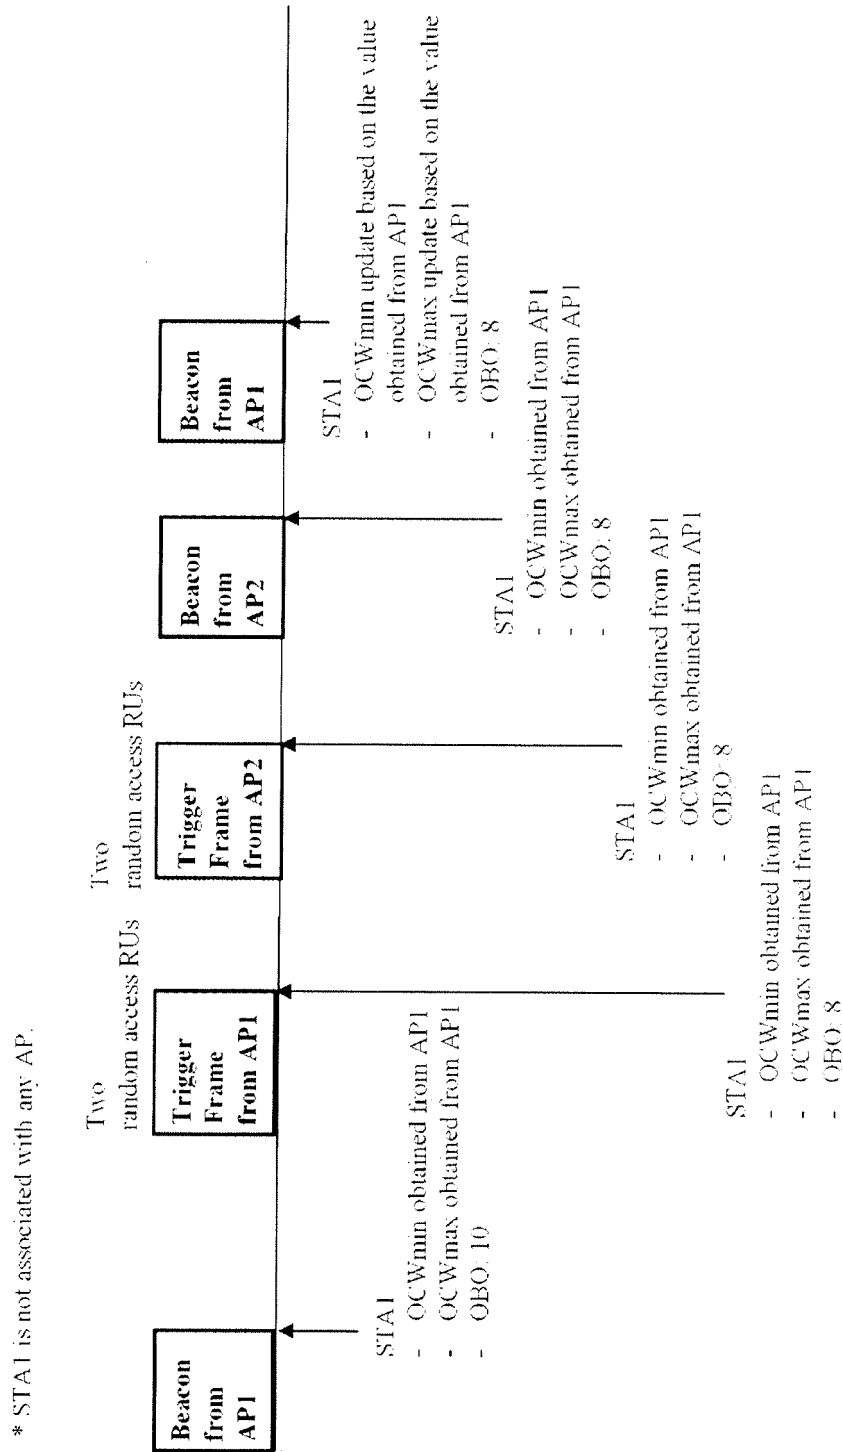 * STA1 is not associated with any AP.
Beacon
from
AP1
STA1
- OCWmin obtained from AP1
- OCWmax obtained from AP1
- OBO: 10
Two
random access RUs
Trigger
Frame
from AP1
STA1
- OCWmin obtained from AP1
- OCWmax obtained from AP1
- OBO: 8
Two
random access RUs
Trigger
Frame
from AP2
STA1
- OCWmin obtained from AP1
- OCWmax obtained from AP1
- OBO: 8
Beacon
from
AP2
STA1
- OCWmin obtained from AP1
- OCWmax obtained from AP1
- OBO: 8
Beacon
from
AP1
STA1
- OCWmin update based on the value
obtained from AP1
- OCWmax update based on the value
obtained from AP1
- OBO: 8